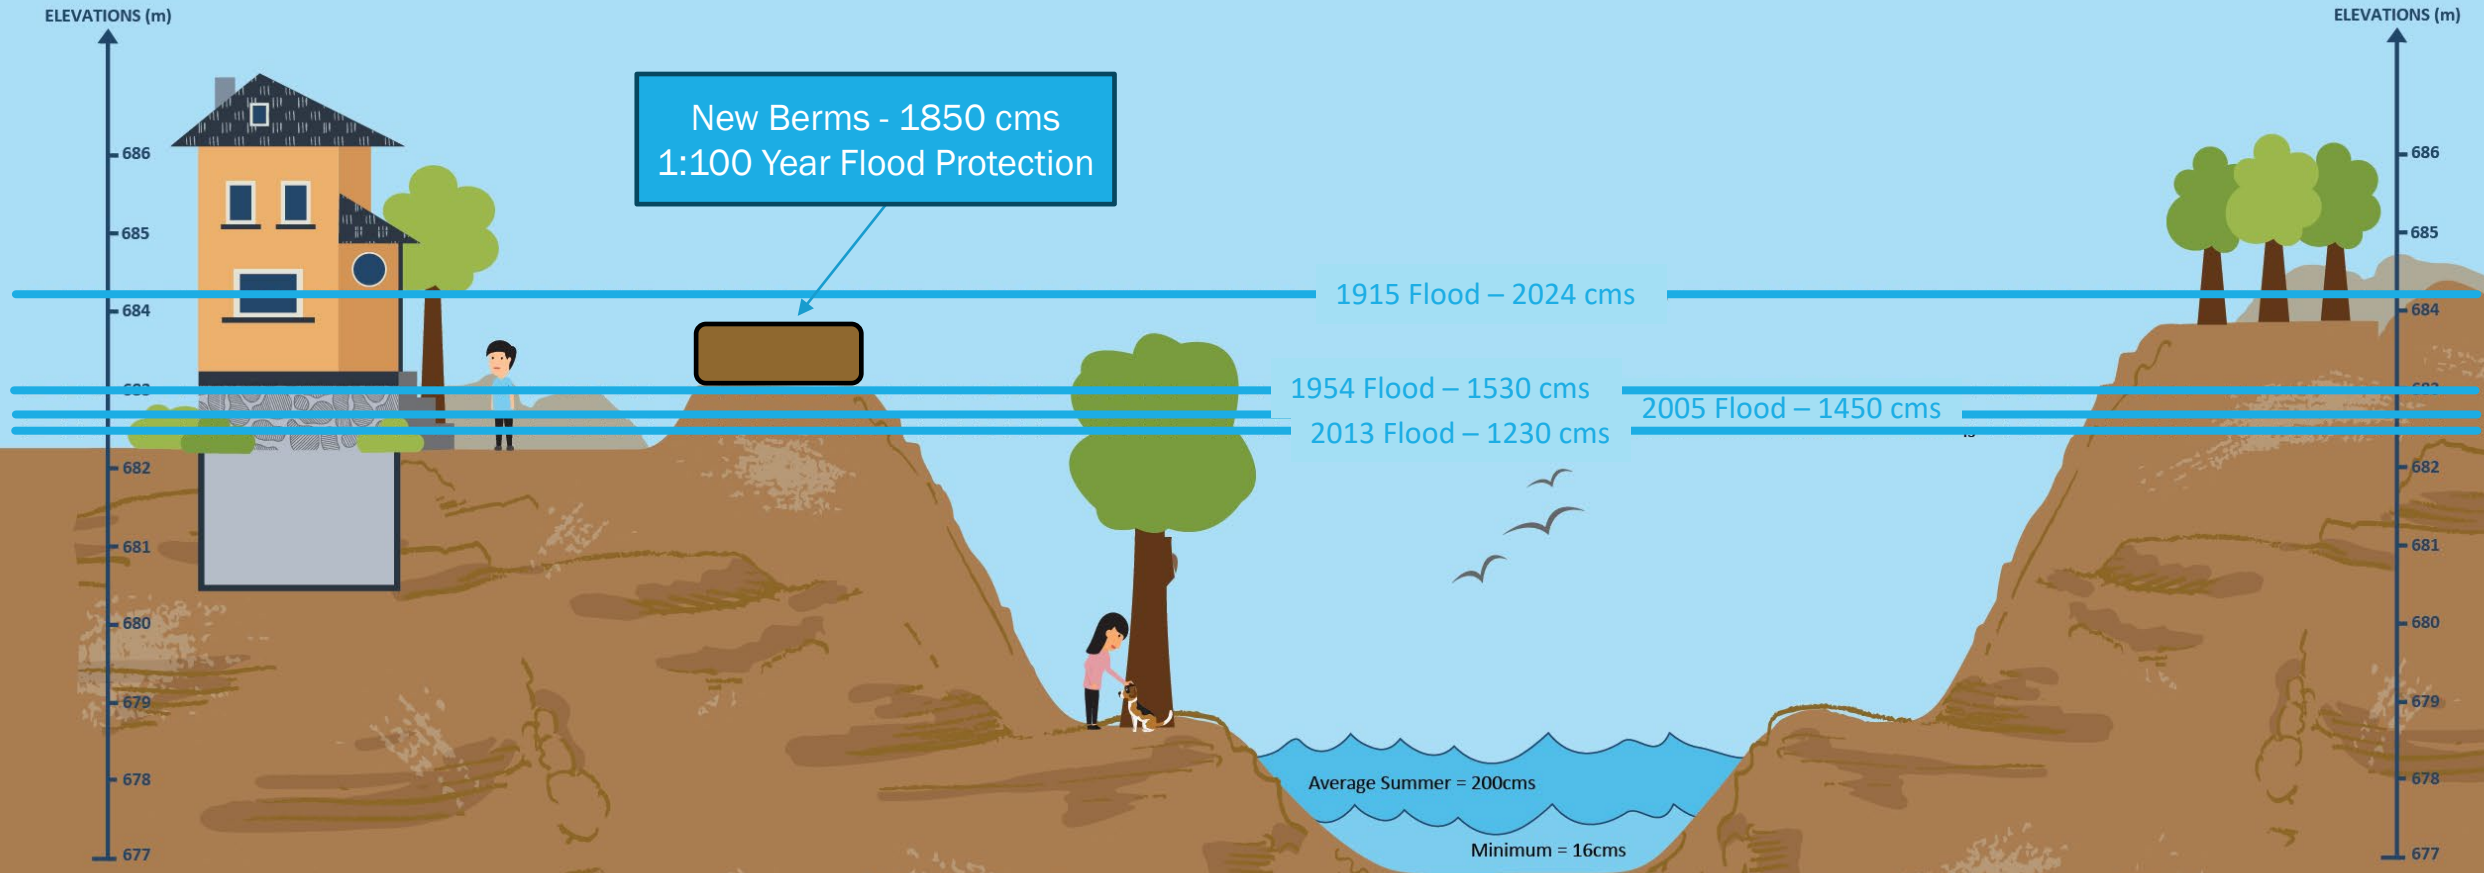 ELEVATIONS (m)
ELEVATIONS (m)
New Berms - 1850 cms
1:100 Year Flood Protection
686
685
684
683
682
681
680
679
678
677
1915 Flood – 2024 cms
1954 Flood – 1530 cms
2005 Flood – 1450 cms
2013 Flood – 1230 cms
Average Summer = 200cms
Minimum = 16cms
686
685
684
683
682
681
680
679
678
677